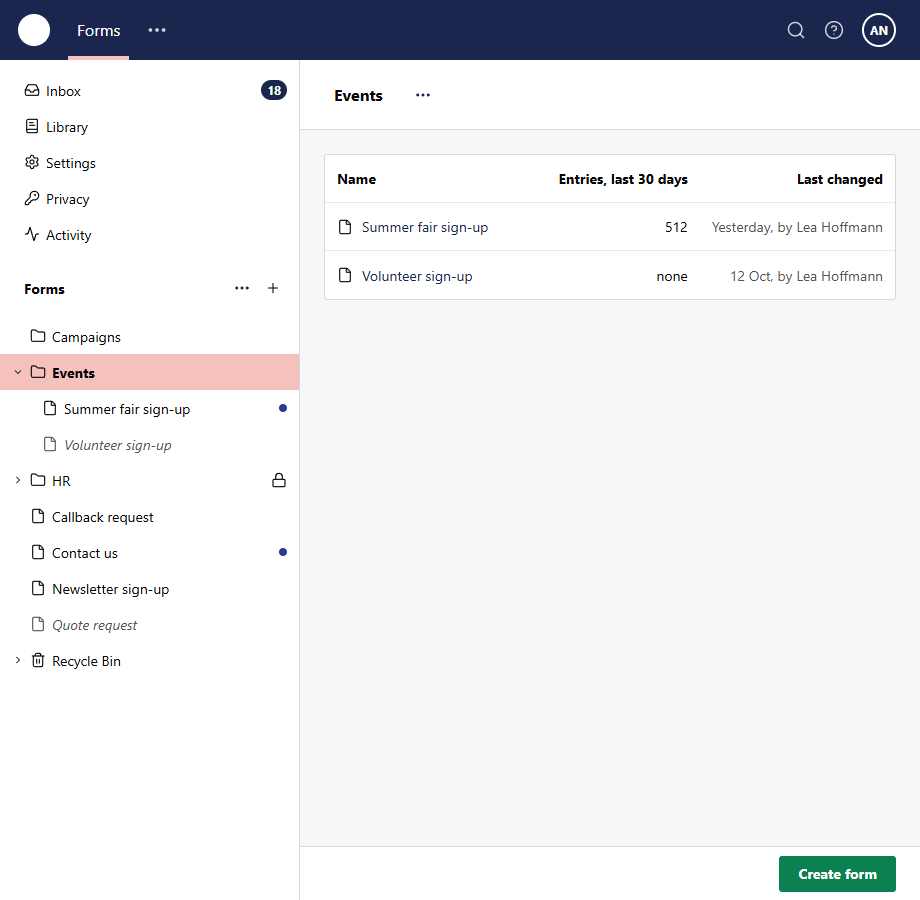 Forms
AN
Inbox 18
Library
Settings
Privacy
Activity
Forms
Campaigns
Events
Summer fair sign-up
Volunteer sign-up
HR
Callback request
Contact us
Newsletter sign-up
Quote request
Recycle Bin
Events
Name Entries, last 30 days Last changed
Summer fair sign-up 512 Yesterday, by Lea Hoffmann
Volunteer sign-up none 12 Oct, by Lea Hoffmann
Create form